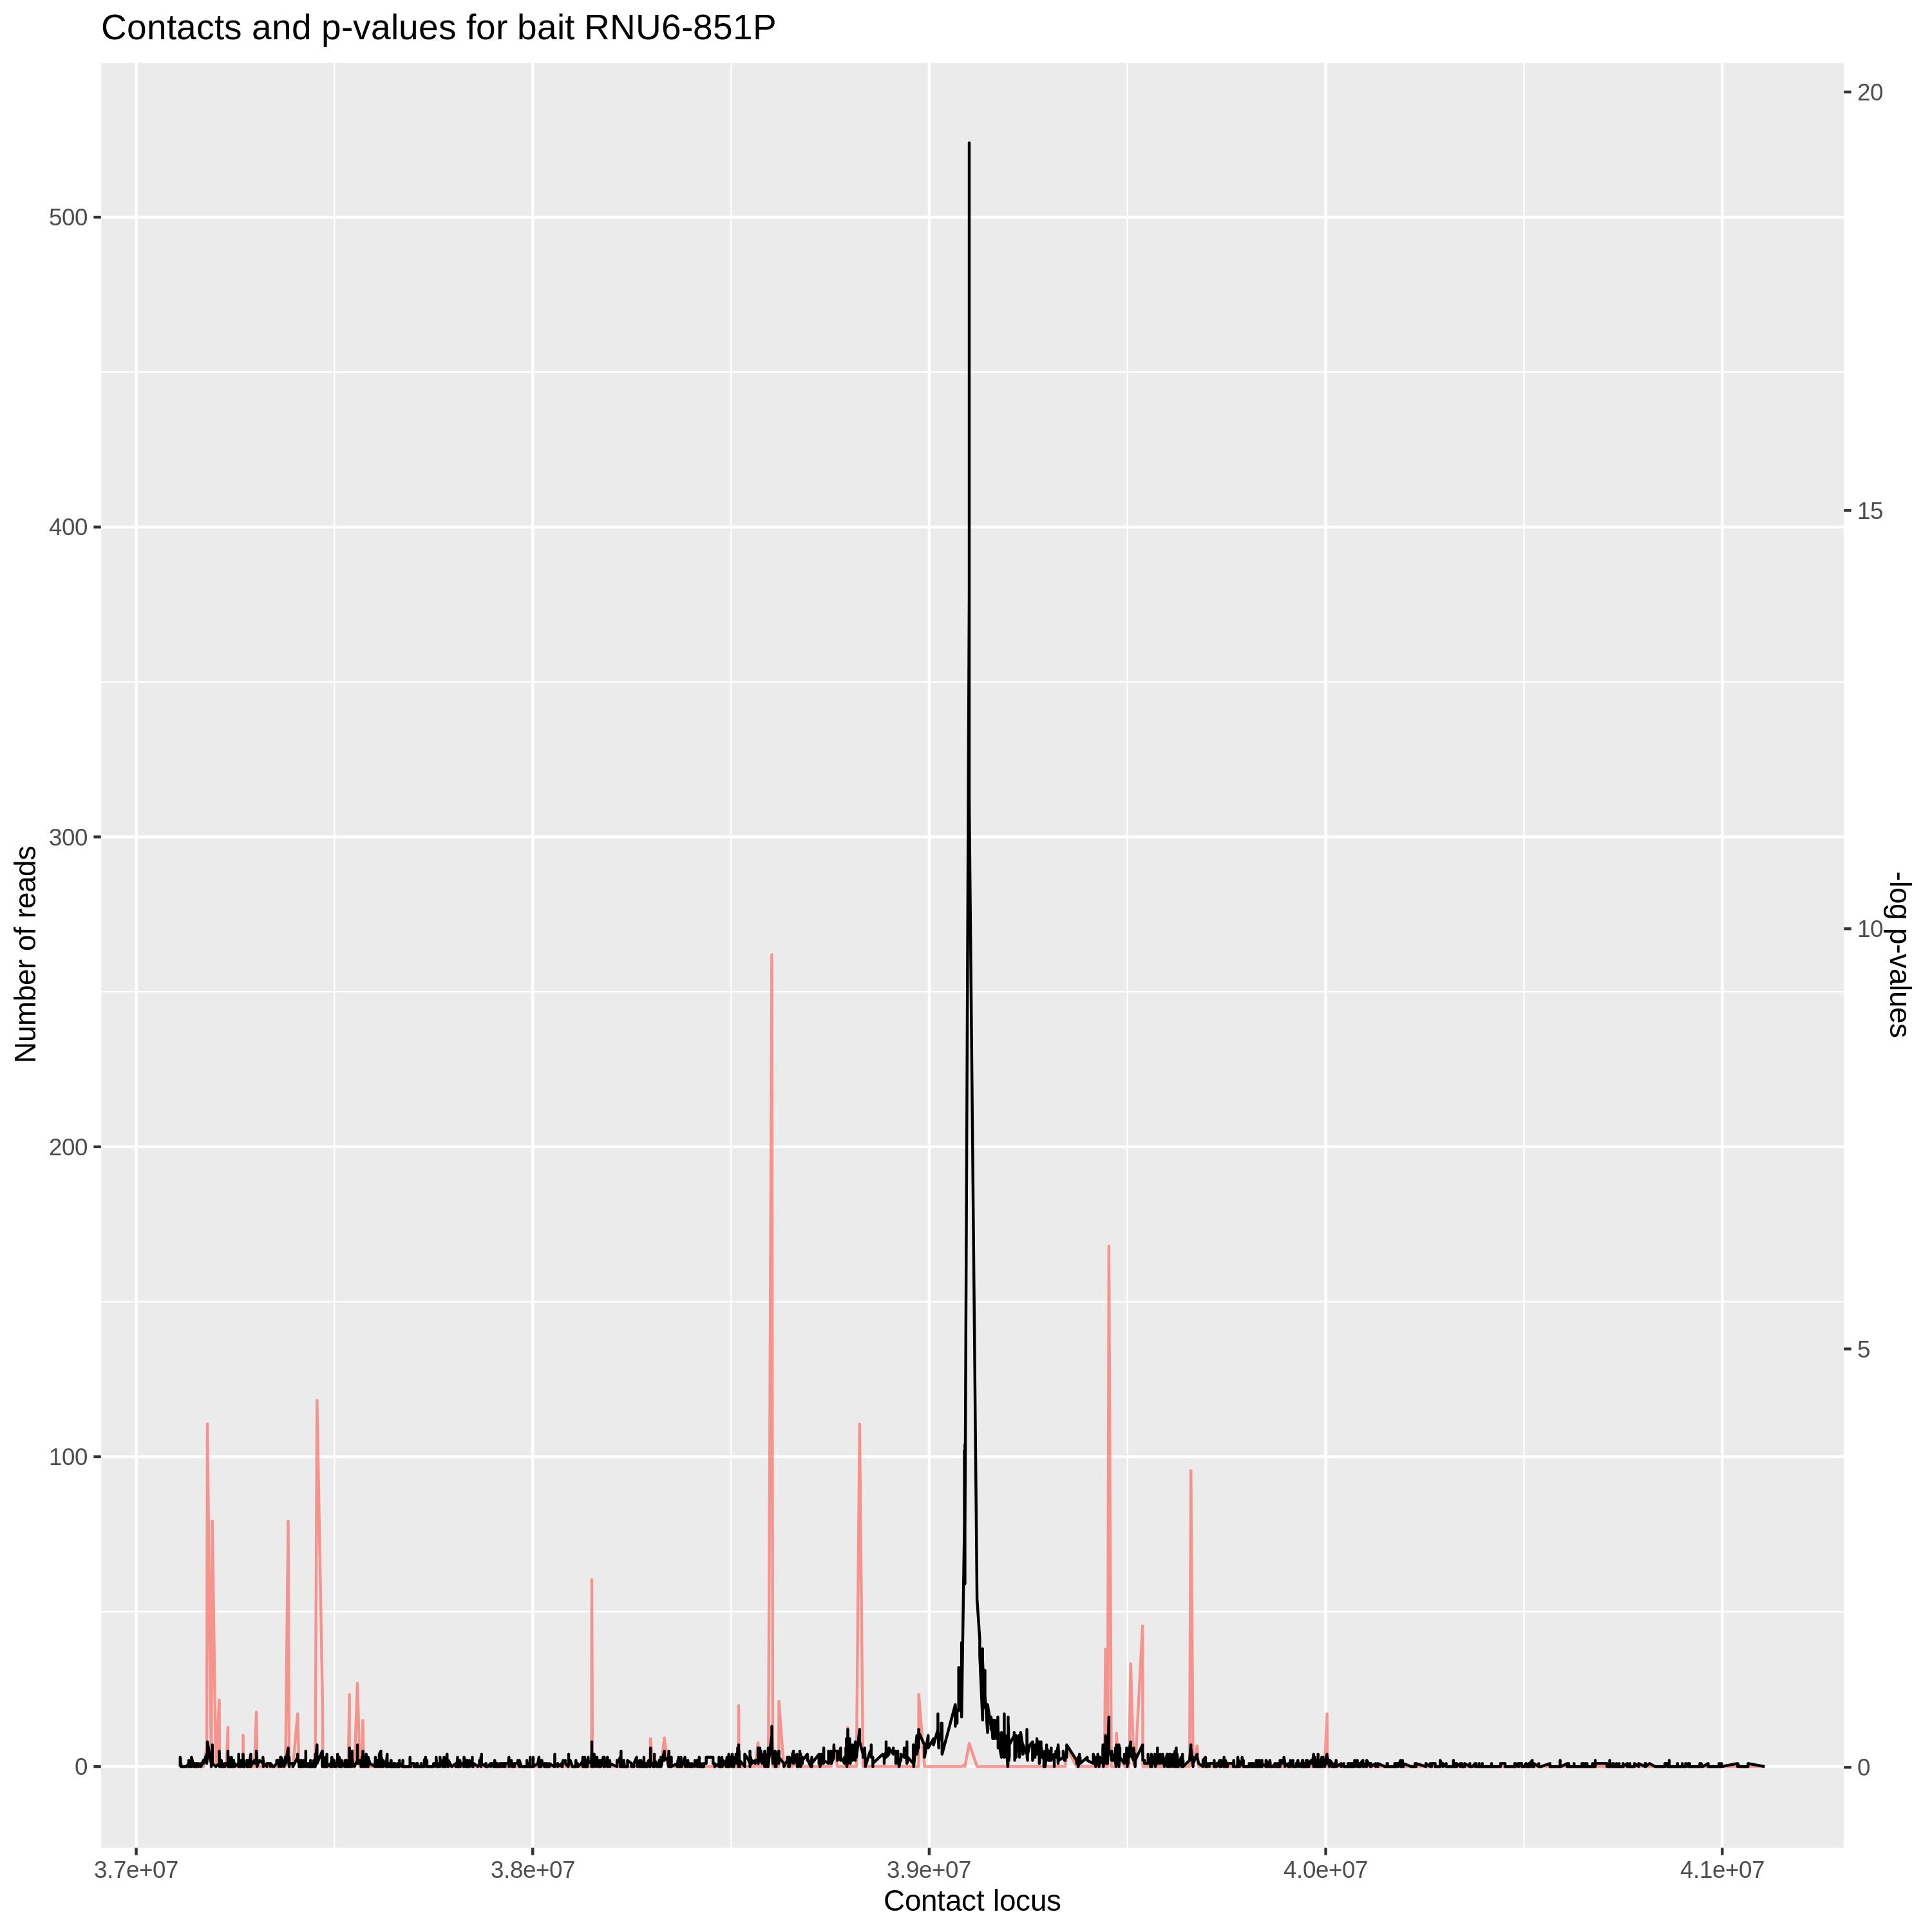 Contacts and p-values for bait RNU6-851P
20
500
15
400
300
10
Number of reads
-log p-values
200
5
100
0
0
3.7e+07 3.8e+07 3.9e+07 4.0e+07 4.1e+07
Contact locus